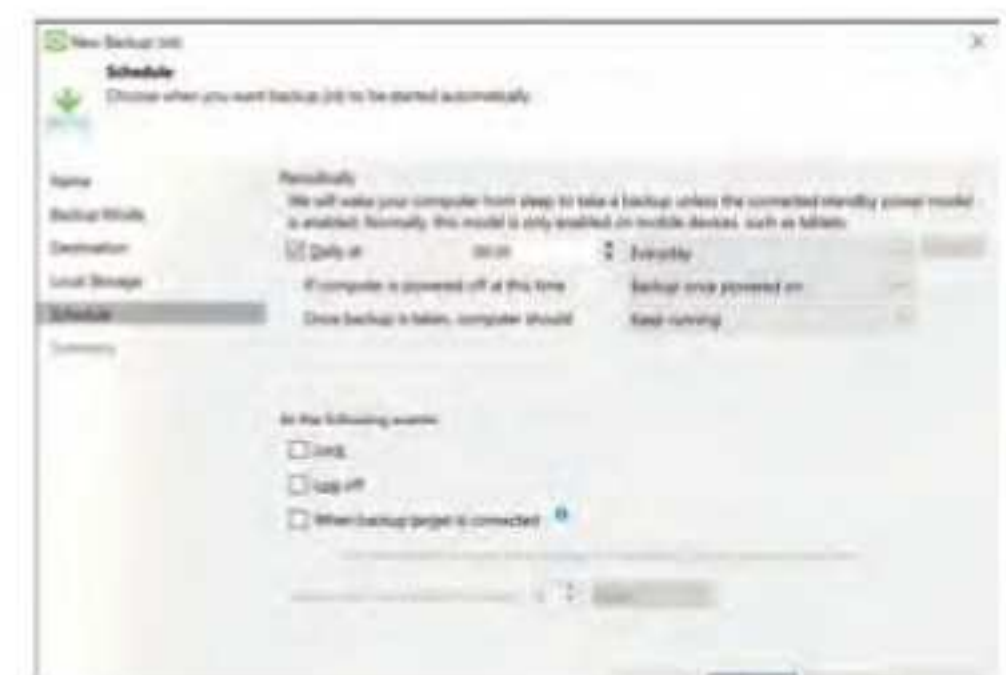 New Backup Job
Schedule
Choose when you want backup job to be started automatically.
Name
Backup Mode
Destination
Local Storage
Schedule
Summary
Periodically
We will wake your computer from sleep to take a backup unless the connected standby power model
is enabled. Normally, this model is only enabled on mobile devices, such as tablets.
Daily at Everyday
If computer is powered off at this time Backup once powered on
Once backup is taken, computer should Keep running
At the following events
Lock
Log off
When backup target is connected